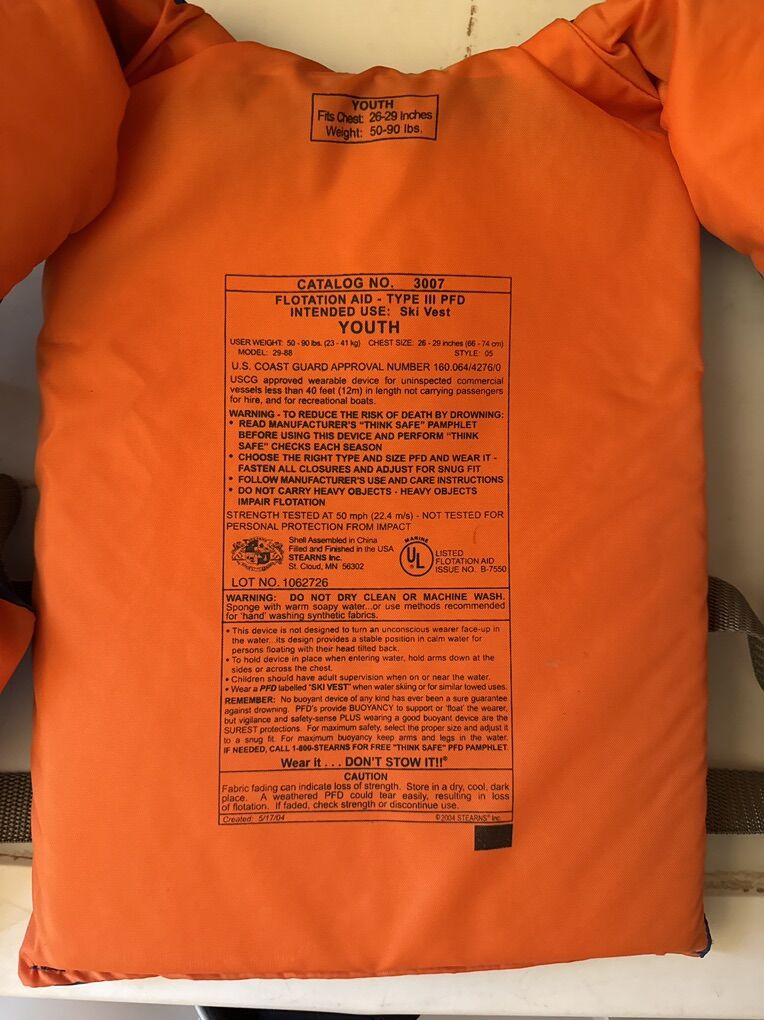 YOUTH
Fits Chest: 26-29 Inches
Weight: 50-90 lbs.
CATALOG NO. 3007
FLOTATION AID - TYPE III PFD
INTENDED USE: Ski Vest
YOUTH
USER WEIGHT: 50 - 90 lbs. (23 - 41 kg) CHEST SIZE: 26 - 29 inches (66 - 74 cm)
MODEL: 29-88 STYLE: 05
U.S. COAST GUARD APPROVAL NUMBER 160.064/4276/0
USCG approved wearable device for uninspected commercial
vessels less than 40 feet (12m) in length not carrying passengers
for hire, and for recreational boats.
WARNING - TO REDUCE THE RISK OF DEATH BY DROWNING:
• READ MANUFACTURER'S "THINK SAFE" PAMPHLET
BEFORE USING THIS DEVICE AND PERFORM "THINK
SAFE" CHECKS EACH SEASON
• CHOOSE THE RIGHT TYPE AND SIZE PFD AND WEAR IT -
FASTEN ALL CLOSURES AND ADJUST FOR SNUG FIT
• FOLLOW MANUFACTURER'S USE AND CARE INSTRUCTIONS
• DO NOT CARRY HEAVY OBJECTS - HEAVY OBJECTS
IMPAIR FLOTATION
STRENGTH TESTED AT 50 mph (22.4 m/s) - NOT TESTED FOR
PERSONAL PROTECTION FROM IMPACT
Shell Assembled in China
Filled and Finished in the USA
STEARNS Inc.
St. Cloud, MN 56302
MARINE
UL
LISTED
FLOTATION AID
ISSUE NO. B-7550
LOT NO. 1062726
WARNING: DO NOT DRY CLEAN OR MACHINE WASH.
Sponge with warm soapy water...or use methods recommended
for 'hand' washing synthetic fabrics.
• This device is not designed to turn an unconscious wearer face-up in
the water...its design provides a stable position in calm water for
persons floating with their head tilted back.
• To hold device in place when entering water, hold arms down at the
sides or across the chest.
• Children should have adult supervision when on or near the water.
• Wear a PFD labelled "SKI VEST" when water skiing or for similar towed uses.
REMEMBER: No buoyant device of any kind has ever been a sure guarantee
against drowning. PFD's provide BUOYANCY to support or 'float' the wearer,
but vigilance and safety-sense PLUS wearing a good buoyant device are the
SUREST protections. For maximum safety, select the proper size and adjust it
to a snug fit. For maximum buoyancy keep arms and legs in the water.
IF NEEDED, CALL 1-800-STEARNS FOR FREE "THINK SAFE" PFD PAMPHLET.
Wear it . . . DON'T STOW IT!!®
CAUTION
Fabric fading can indicate loss of strength. Store in a dry, cool, dark
place. A weathered PFD could tear easily, resulting in loss
of flotation. If faded, check strength or discontinue use.
Created: 5/17/04 ©2004 STEARNS® Inc.